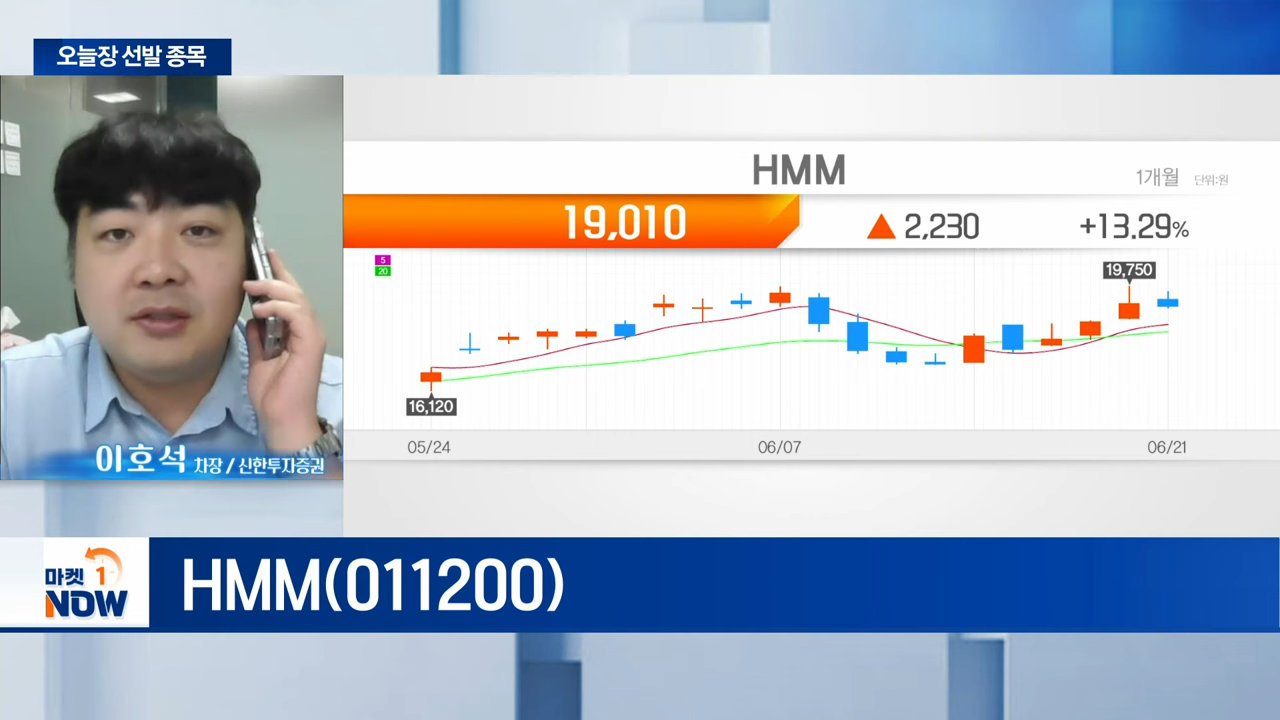 오늘장 선발 종목
HMM
1개월 단위:원
19,010 ▲ 2,230 +13.29%
5
20
19,750
16,120
05/24 06/07 06/21
이호석 차장 / 신한투자증권
마켓 1
NOW
HMM(011200)